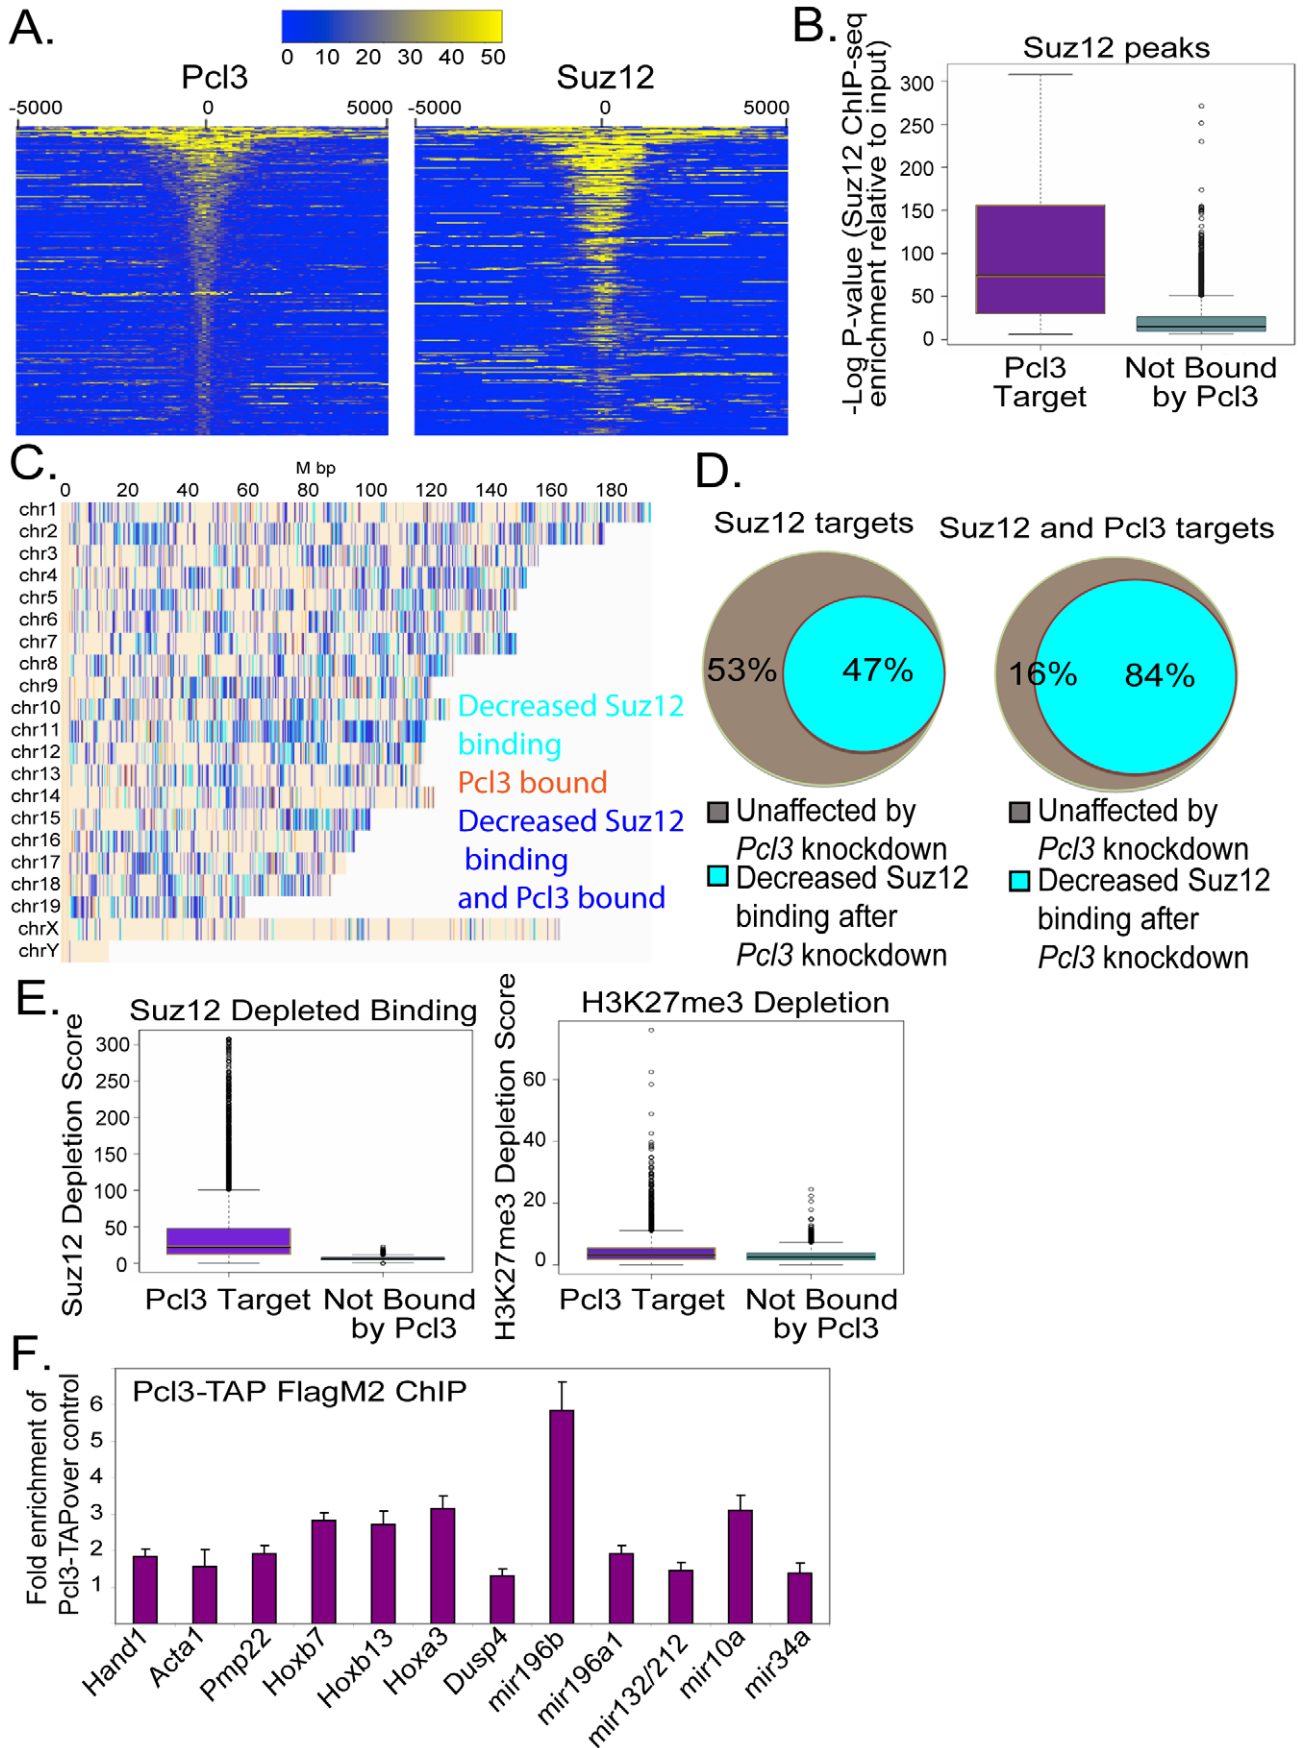 A.
0 10 20 30 40 50
Pcl3
Suz12
-5000 0 5000
-5000 0 5000
B.
Suz12 peaks
-Log P-value (Suz12 ChIP-seq
enrichment relative to input)
300
250
200
150
100
50
0
Pcl3
Target
Not Bound
by Pcl3
C.
M bp
0 20 40 60 80 100 120 140 160 180
chr1
chr2
chr3
chr4
chr5
chr6
chr7
chr8
chr9
chr10
chr11
chr12
chr13
chr14
chr15
chr16
chr17
chr18
chr19
chrX
chrY
Decreased Suz12
binding
Pcl3 bound
Decreased Suz12
binding
and Pcl3 bound
D.
Suz12 targets
53%
47%
Unaffected by
Pcl3 knockdown
Decreased Suz12
binding after
Pcl3 knockdown
Suz12 and Pcl3 targets
16%
84%
Unaffected by
Pcl3 knockdown
Decreased Suz12
binding after
Pcl3 knockdown
E.
Suz12 Depleted Binding
Suz12 Depletion Score
300
250
200
150
100
50
0
Pcl3 Target
Not Bound
by Pcl3
H3K27me3 Depletion
H3K27me3 Depletion Score
60
40
20
0
Pcl3 Target
Not Bound
by Pcl3
F.
Pcl3-TAP FlagM2 ChIP
Fold enrichment of
Pcl3-TAPover control
6
5
4
3
2
1
Hand1
Acta1
Pmp22
Hoxb7
Hoxb13
Hoxa3
Dusp4
mir196b
mir196a1
mir132/212
mir10a
mir34a